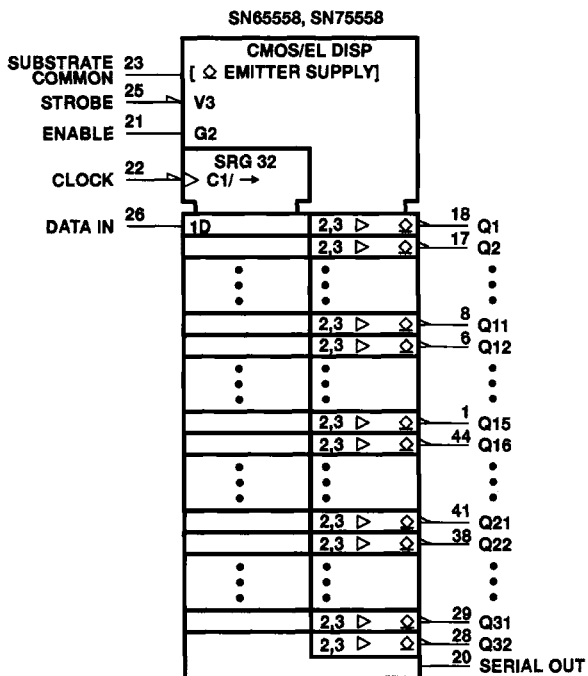 SN65558, SN75558
CMOS/EL DISP
SUBSTRATE COMMON 23 [ ◇ EMITTER SUPPLY]
STROBE 25 V3
ENABLE 21 G2
SRG 32
CLOCK 22 C1/ →
DATA IN 26 1D 2,3 ▷ ◇ 18 Q1
2,3 ▷ ◇ 17 Q2
2,3 ▷ ◇ 8 Q11
2,3 ▷ ◇ 6 Q12
2,3 ▷ ◇ 1 Q15
2,3 ▷ ◇ 44 Q16
2,3 ▷ ◇ 41 Q21
2,3 ▷ ◇ 38 Q22
2,3 ▷ ◇ 29 Q31
2,3 ▷ ◇ 28 Q32
20 SERIAL OUT